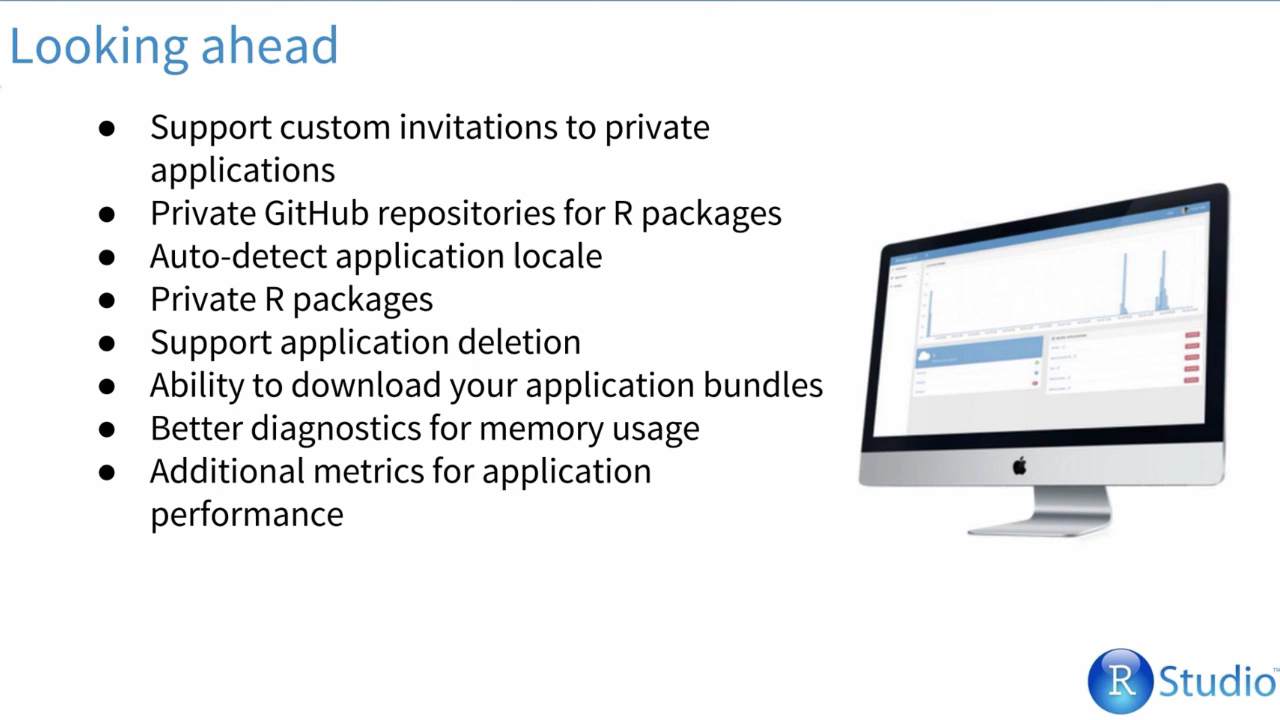 Looking ahead
● Support custom invitations to private
applications
● Private GitHub repositories for R packages
● Auto-detect application locale
● Private R packages
● Support application deletion
● Ability to download your application bundles
● Better diagnostics for memory usage
● Additional metrics for application
performance
R Studio™